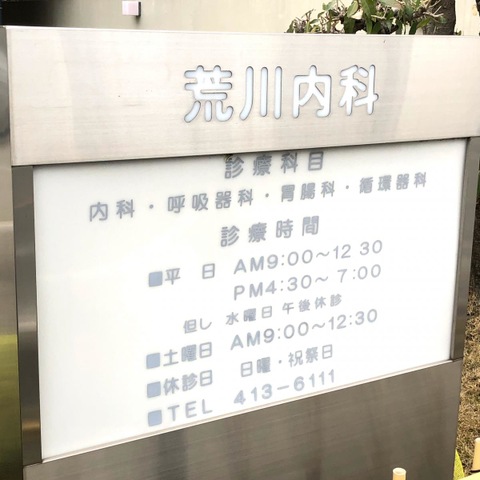 荒川内科
診療科目
内科・呼吸器科・胃腸科・循環器科
診療時間
■平 日 AM9:00～12 30
PM4:30～7:00
但し 水曜日 午後休診
■土曜日 AM9:00～12:30
■休診日 日曜・祝祭日
■TEL 413-6111